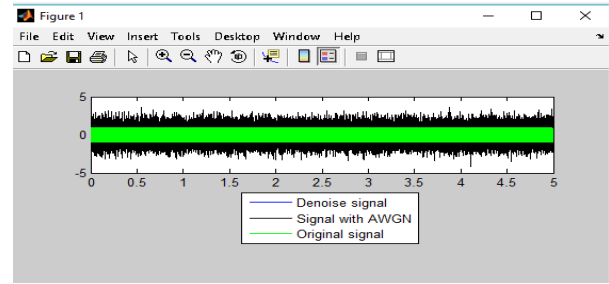 Figure 1
File Edit View Insert Tools Desktop Window Help
5
0
-5
0 0.5 1 1.5 2 2.5 3 3.5 4 4.5 5
Denoise signal
Signal with AWGN
Original signal